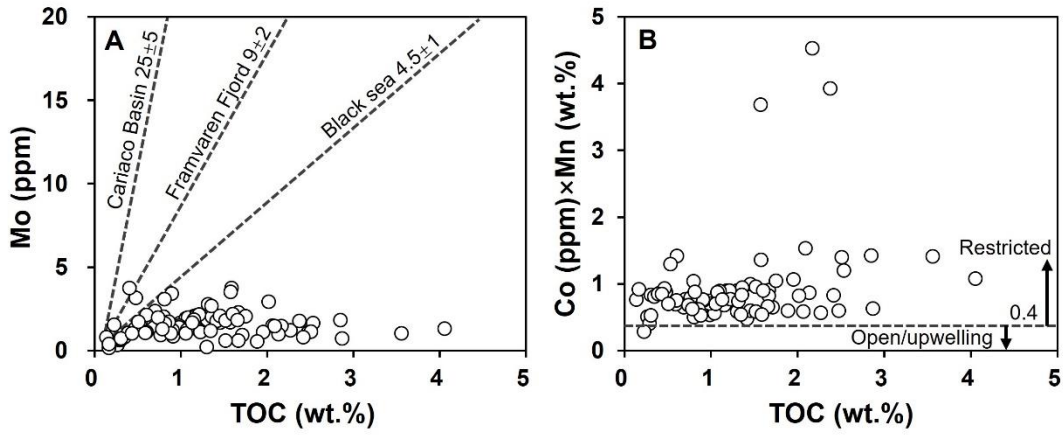 A
Mo (ppm)
20
15
10
5
0
0
1
2
3
4
5
TOC (wt.%)
Cariaco Basin 25±5
Framvaren Fjord 9±2
Black sea 4.5±1
B
Co (ppm)×Mn (wt.%)
5
4
3
2
1
0
0
1
2
3
4
5
TOC (wt.%)
Restricted
0.4
Open/upwelling